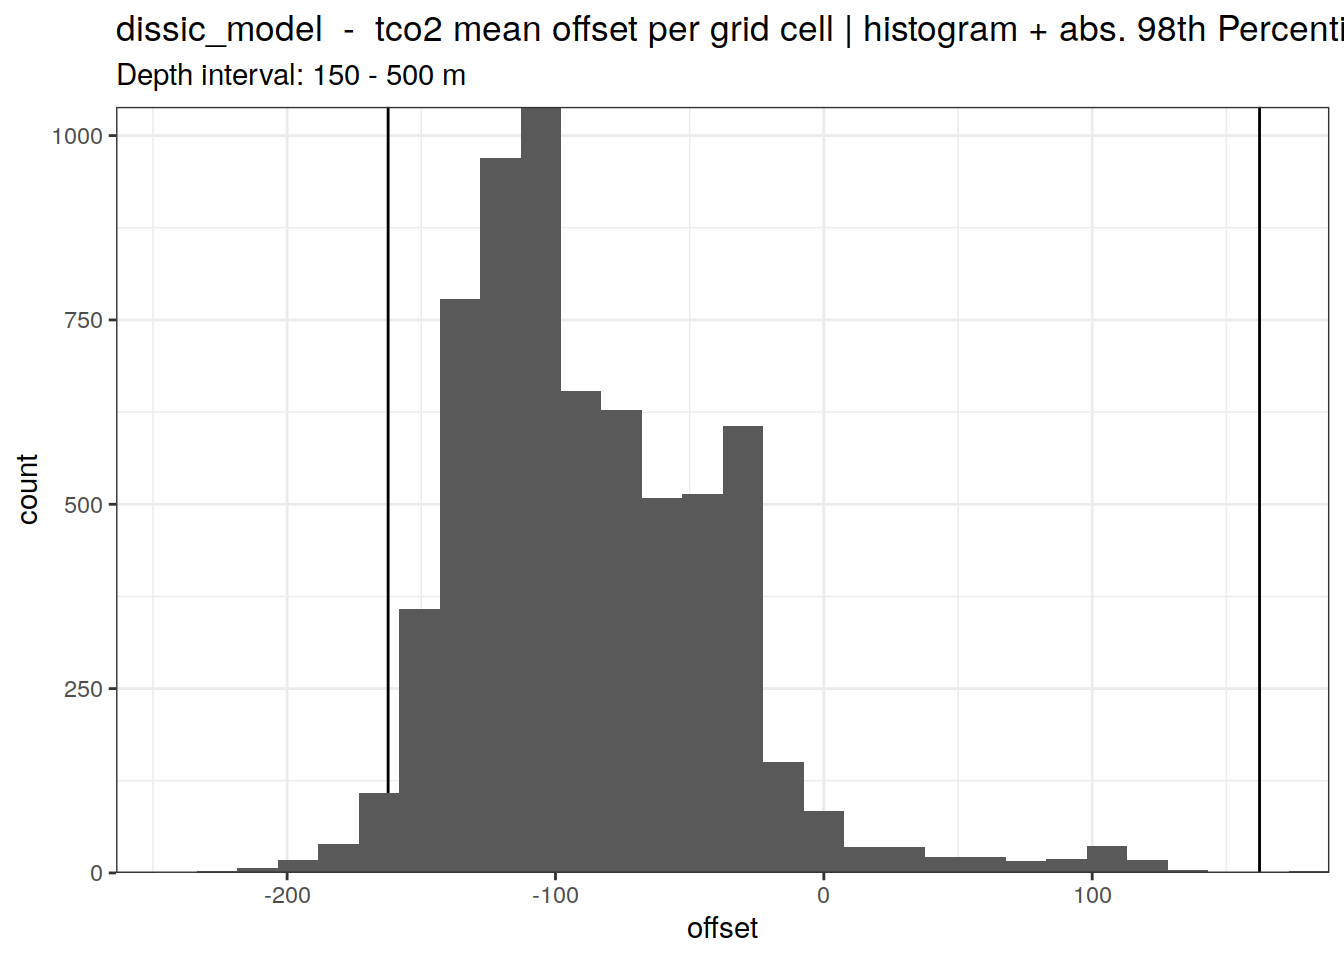 dissic_model - tco2 mean offset per grid cell | histogram + abs. 98th Percenti
Depth interval: 150 - 500 m
1000
750
500
250
0
count
-200 -100 0 100
offset